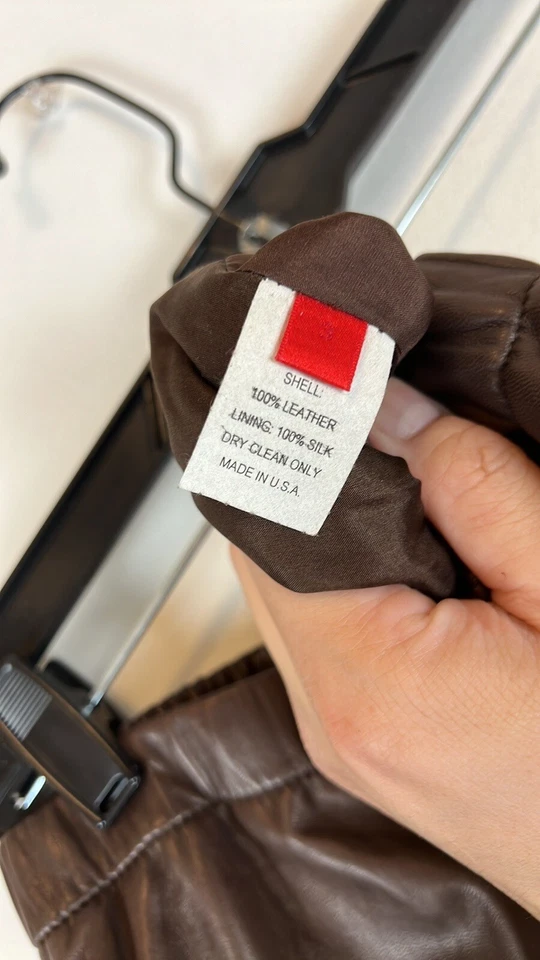 SHELL:
100% LEATHER
LINING: 100% SILK
DRY CLEAN ONLY
MADE IN U.S.A.